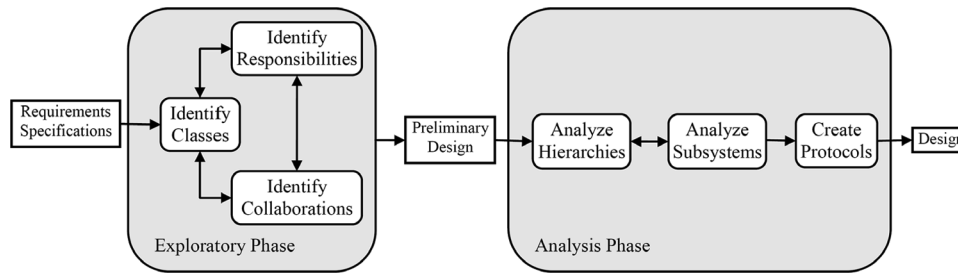 Requirements
Specifications
Identify
Classes
Identify
Responsibilities
Identify
Collaborations
Exploratory Phase
Preliminary
Design
Analyze
Hierarchies
Analyze
Subsystems
Create
Protocols
Analysis Phase
Design